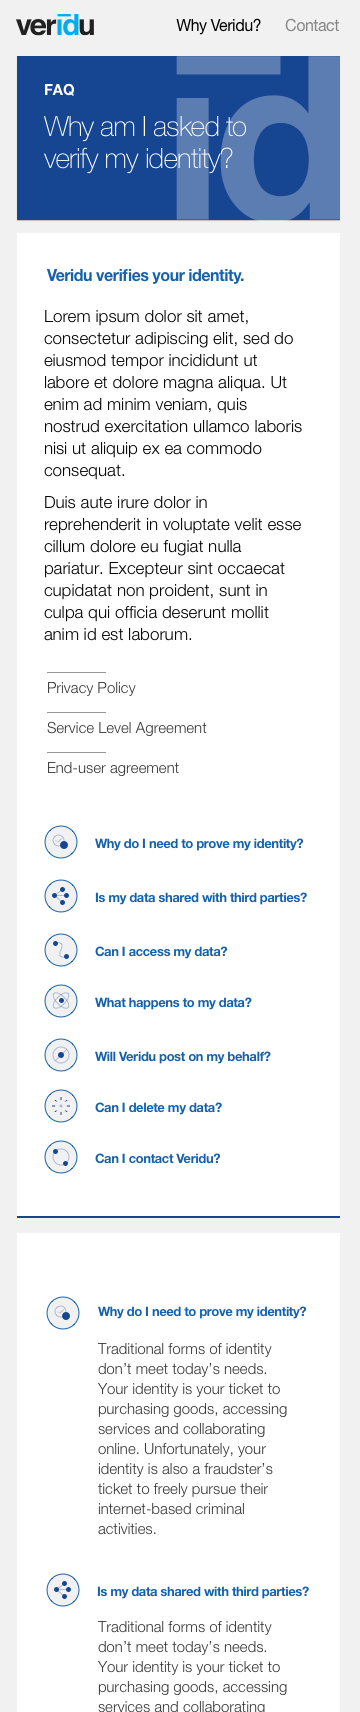 veridu
Why Veridu?
Contact
id
FAQ
Why am I asked to
verify my identity?
Veridu verifies your identity.
Lorem ipsum dolor sit amet,
consectetur adipiscing elit, sed do
eiusmod tempor incididunt ut
labore et dolore magna aliqua. Ut
enim ad minim veniam, quis
nostrud exercitation ullamco laboris
nisi ut aliquip ex ea commodo
consequat.
Duis aute irure dolor in
reprehenderit in voluptate velit esse
cillum dolore eu fugiat nulla
pariatur. Excepteur sint occaecat
cupidatat non proident, sunt in
culpa qui officia deserunt mollit
anim id est laborum.
Privacy Policy
Service Level Agreement
End-user agreement
Why do I need to prove my identity?
Is my data shared with third parties?
Can I access my data?
What happens to my data?
Will Veridu post on my behalf?
Can I delete my data?
Can I contact Veridu?
Why do I need to prove my identity?
Traditional forms of identity
don’t meet today’s needs.
Your identity is your ticket to
purchasing goods, accessing
services and collaborating
online. Unfortunately, your
identity is also a fraudster’s
ticket to freely pursue their
internet-based criminal
activities.
Is my data shared with third parties?
Traditional forms of identity
don’t meet today’s needs.
Your identity is your ticket to
purchasing goods, accessing
services and collaborating